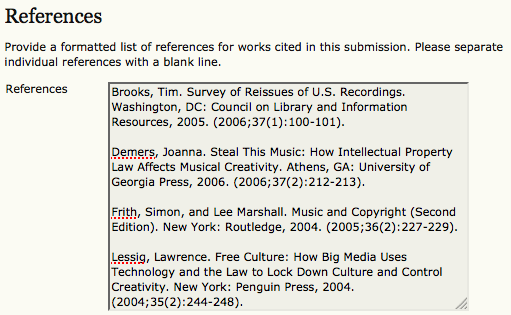 References
Provide a formatted list of references for works cited in this submission. Please separate
individual references with a blank line.
References
Brooks, Tim. Survey of Reissues of U.S. Recordings.
Washington, DC: Council on Library and Information
Resources, 2005. (2006;37(1):100-101).
Demers, Joanna. Steal This Music: How Intellectual Property
Law Affects Musical Creativity. Athens, GA: University of
Georgia Press, 2006. (2006;37(2):212-213).
Frith, Simon, and Lee Marshall. Music and Copyright (Second
Edition). New York: Routledge, 2004. (2005;36(2):227-229).
Lessig, Lawrence. Free Culture: How Big Media Uses
Technology and the Law to Lock Down Culture and Control
Creativity. New York: Penguin Press, 2004.
(2004;35(2):244-248).